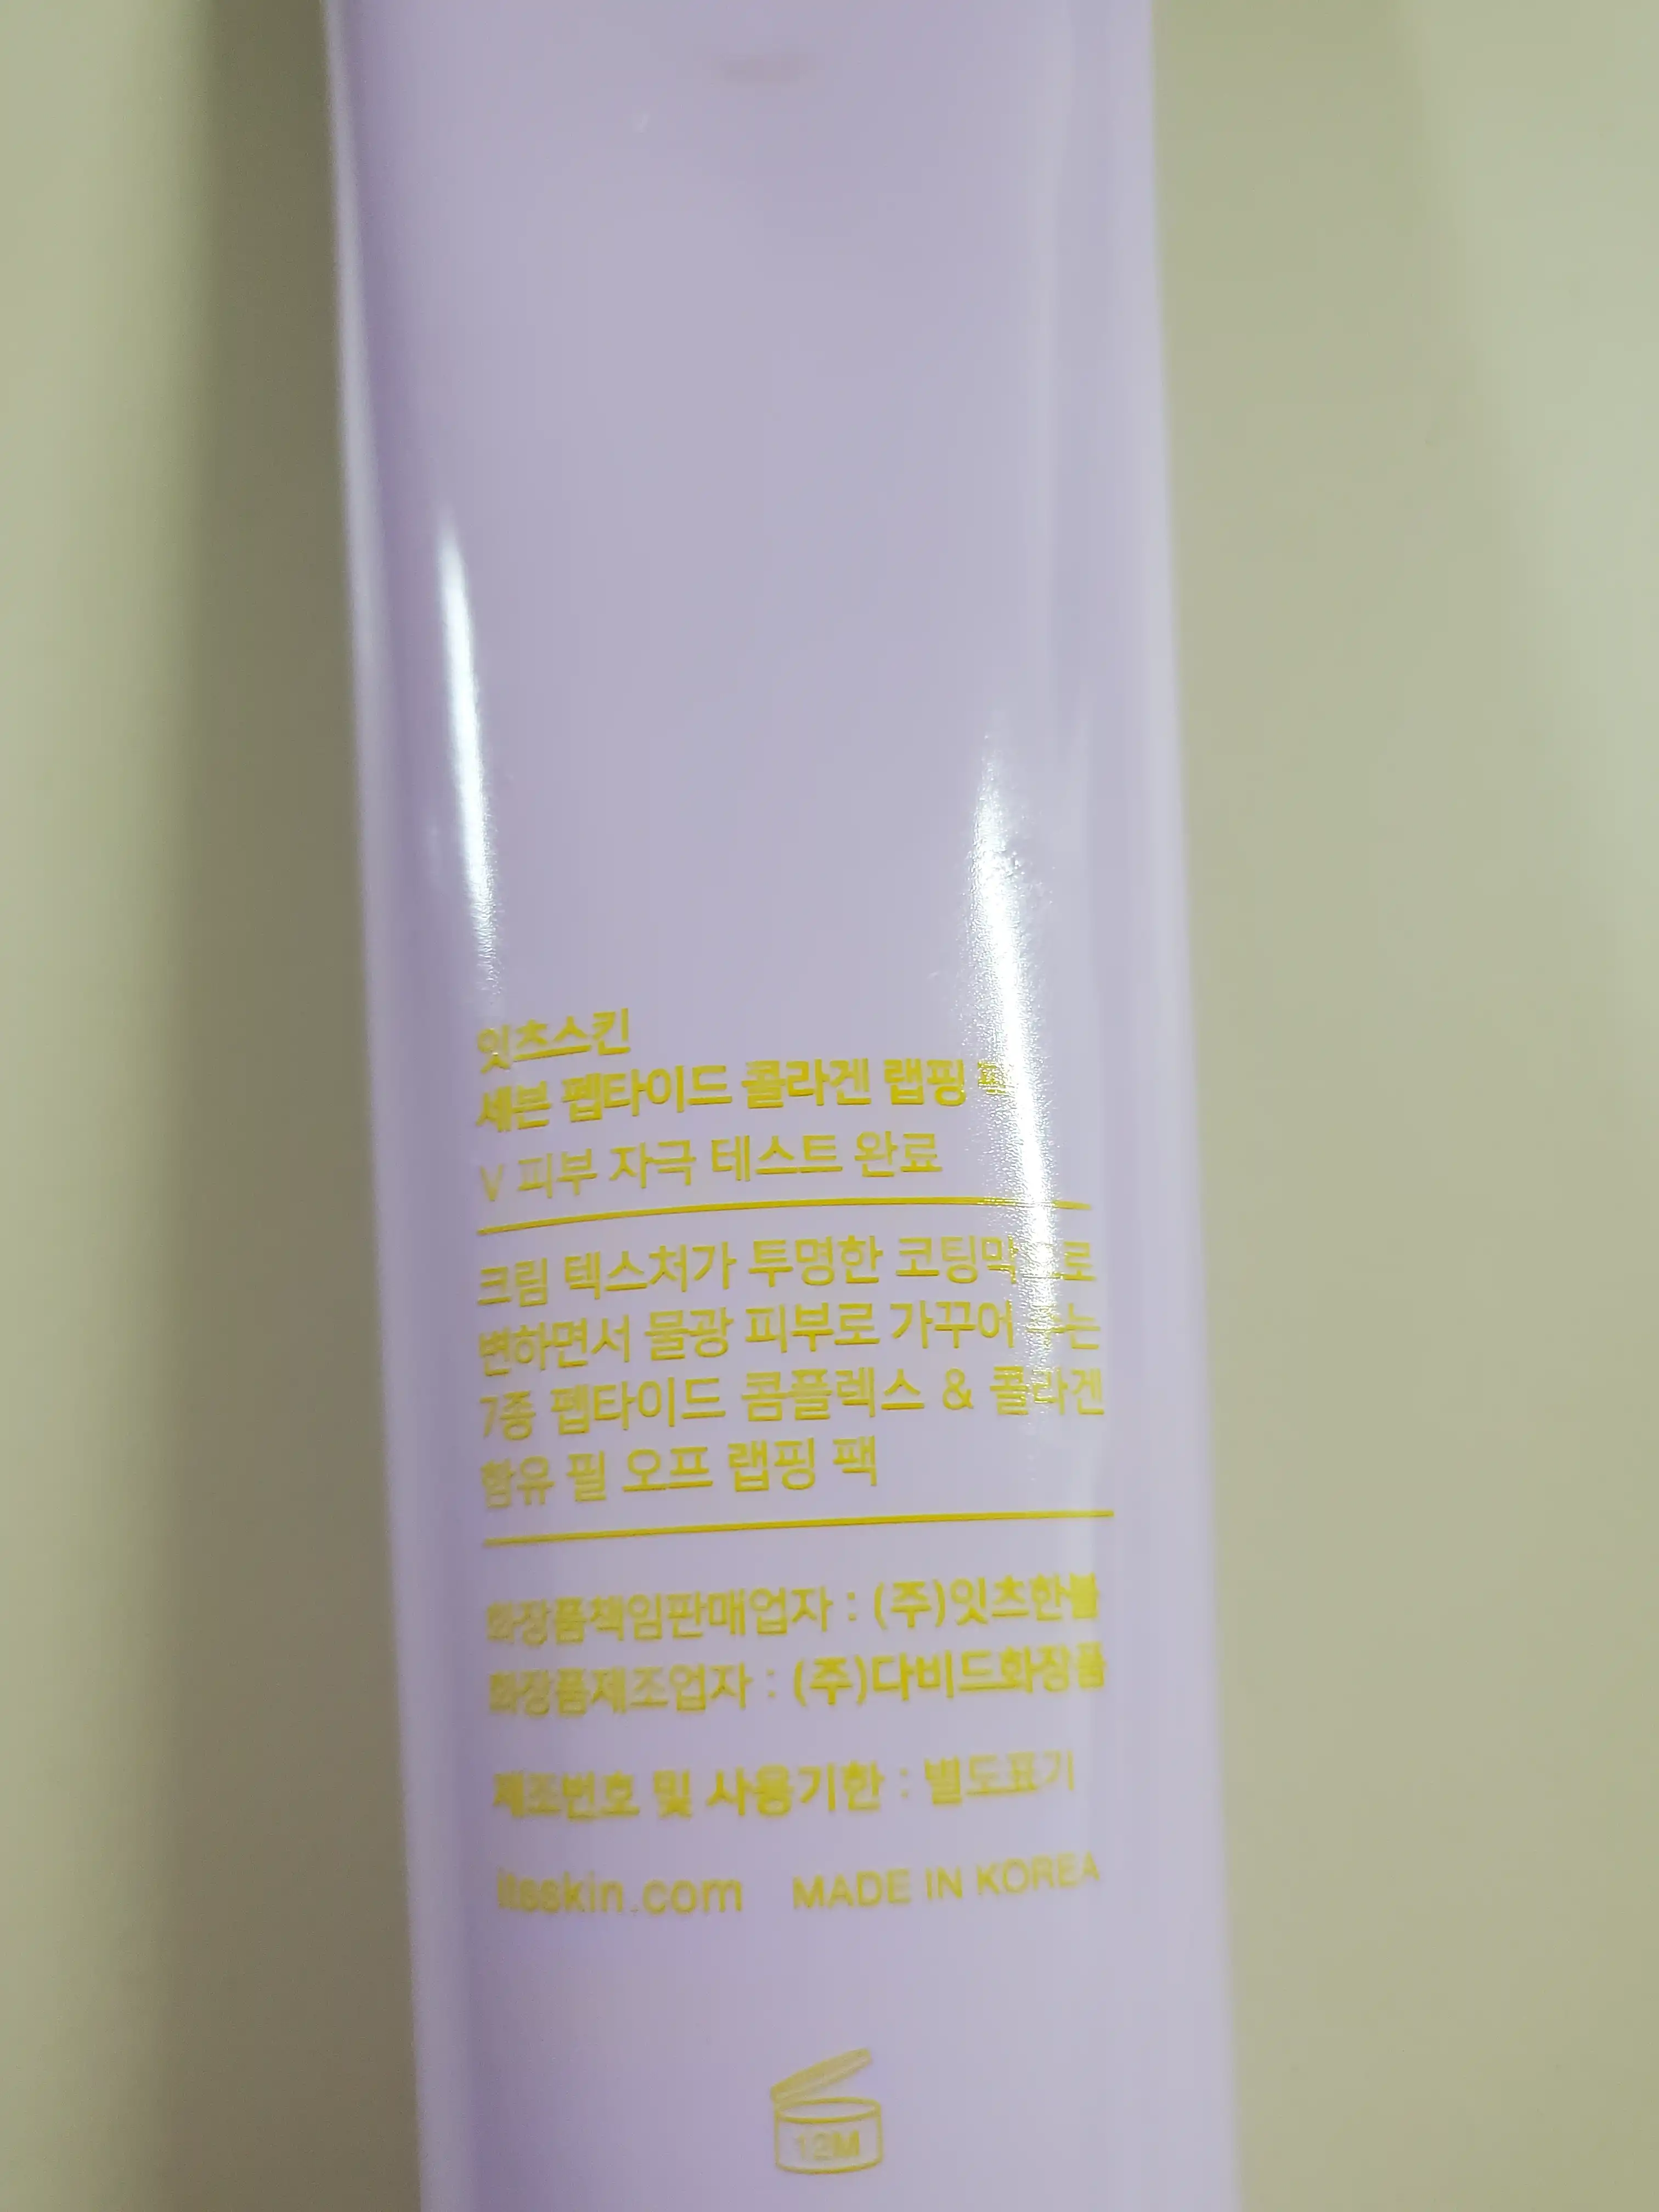 잇츠스킨
세븐 펩타이드 콜라겐 랩핑 팩
V 피부 자극 테스트 완료
크림 텍스처가 투명한 코팅막으로
변하면서 물광 피부로 가꾸어 주는
7종 펩타이드 콤플렉스 & 콜라겐
함유 필 오프 랩핑 팩
화장품책임판매업자 : (주)잇츠한불
화장품제조업자 : (주)다비드화장품
제조번호 및 사용기한 : 별도표기
itsskin.com MADE IN KOREA
12M